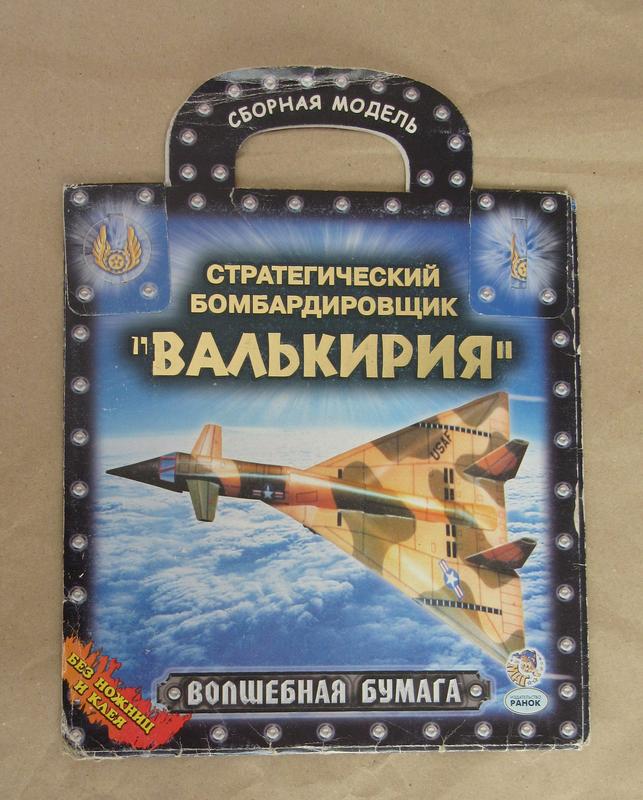 СБОРНАЯ МОДЕЛЬ
СТРАТЕГИЧЕСКИЙ
БОМБАРДИРОВЩИК
"ВАЛЬКИРИЯ"
USAF
БЕЗ НОЖНИЦ
И КЛЕЯ
ВОЛШЕБНАЯ БУМАГА
ИЗДАТЕЛЬСТВО
РАНОК